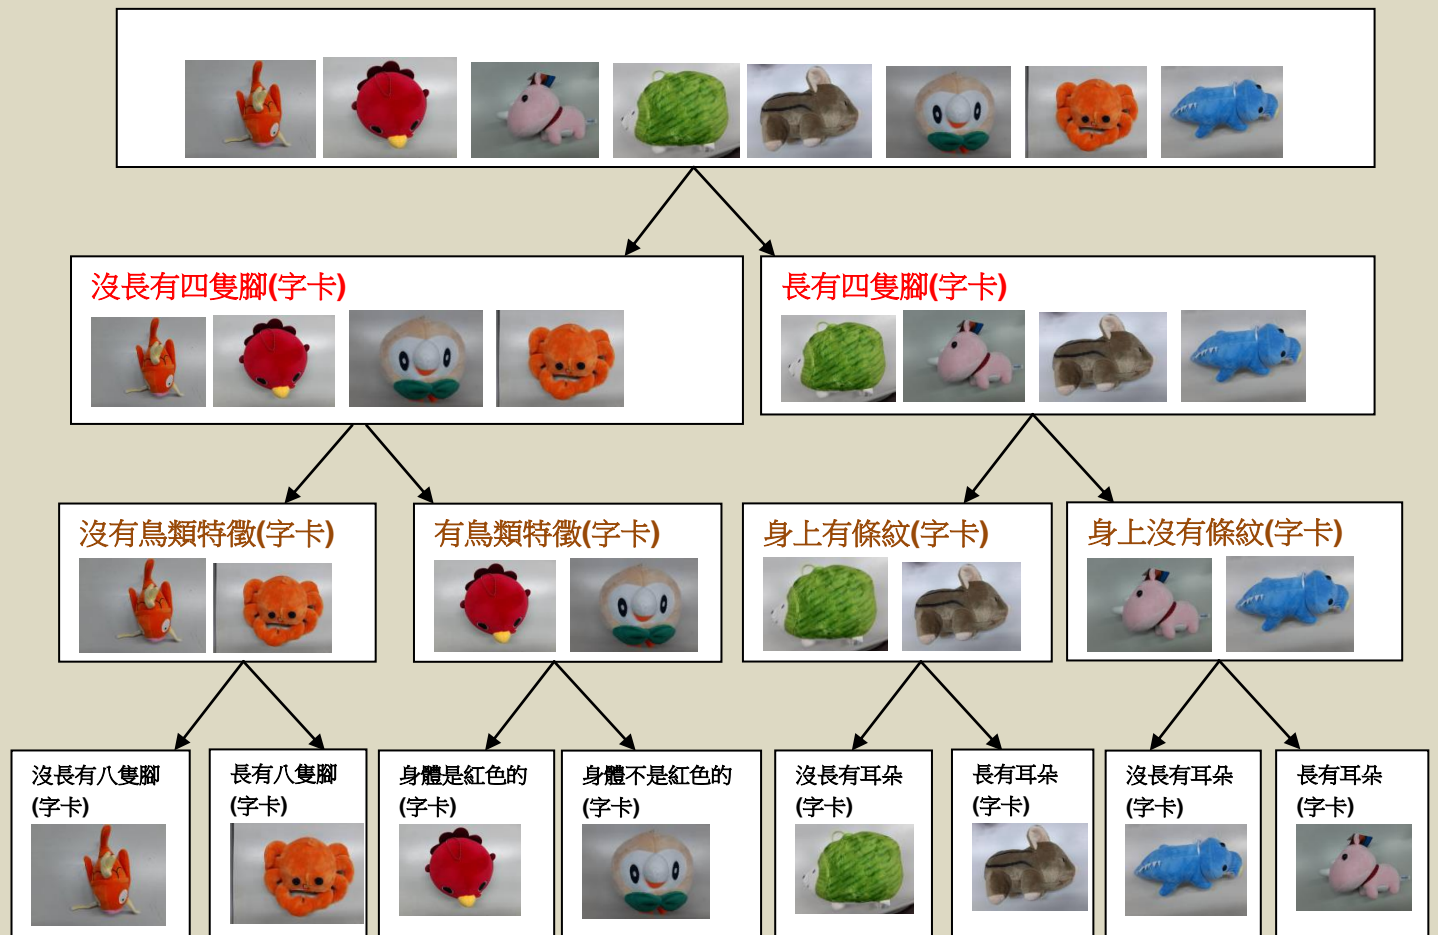 沒長有四隻腳(字卡)
長有四隻腳(字卡)
沒有鳥類特徵(字卡)
有鳥類特徵(字卡)
身上有條紋(字卡)
身上沒有條紋(字卡)
沒長有八隻腳
(字卡)
長有八隻腳
(字卡)
身體是紅色的
(字卡)
身體不是紅色的
(字卡)
沒長有耳朵
(字卡)
長有耳朵
(字卡)
沒長有耳朵
(字卡)
長有耳朵
(字卡)